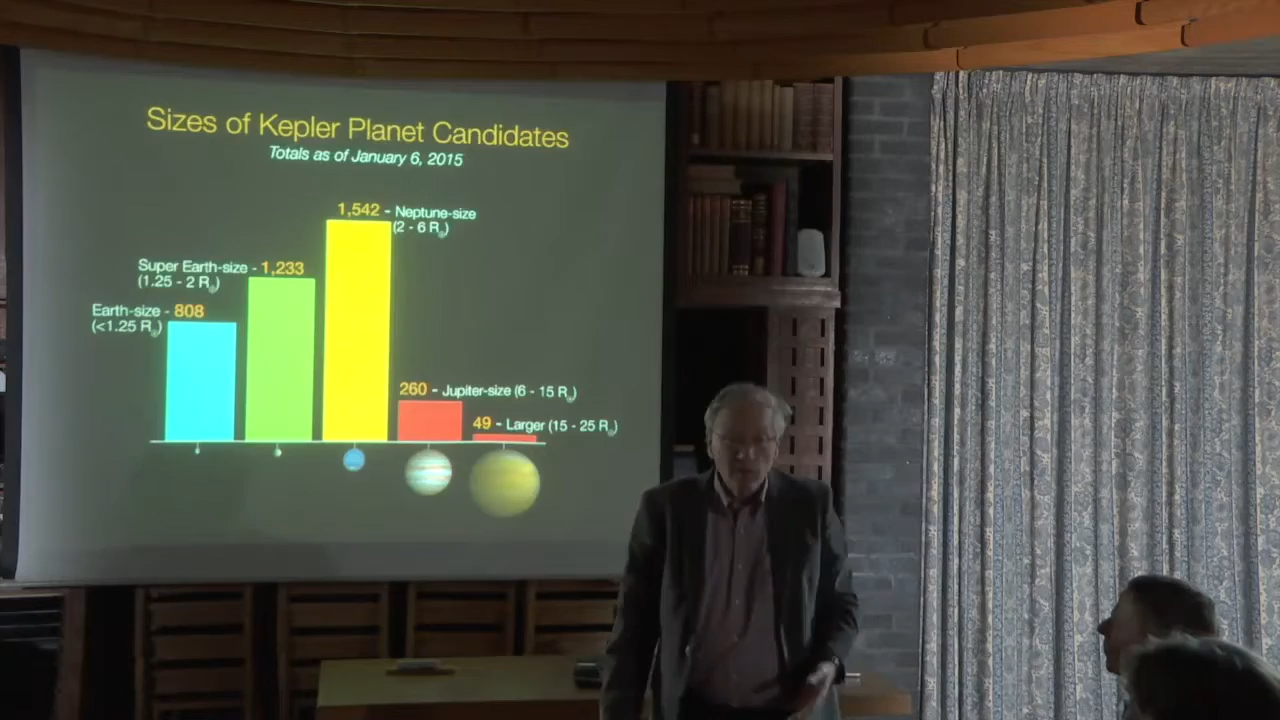 Sizes of Kepler Planet Candidates
Totals as of January 6, 2015
1,542 - Neptune-size
(2 - 6 R⊕)
Super Earth-size - 1,233
(1.25 - 2 R⊕)
Earth-size - 808
(<1.25 R⊕)
260 - Jupiter-size (6 - 15 R⊕)
49 - Larger (15 - 25 R⊕)